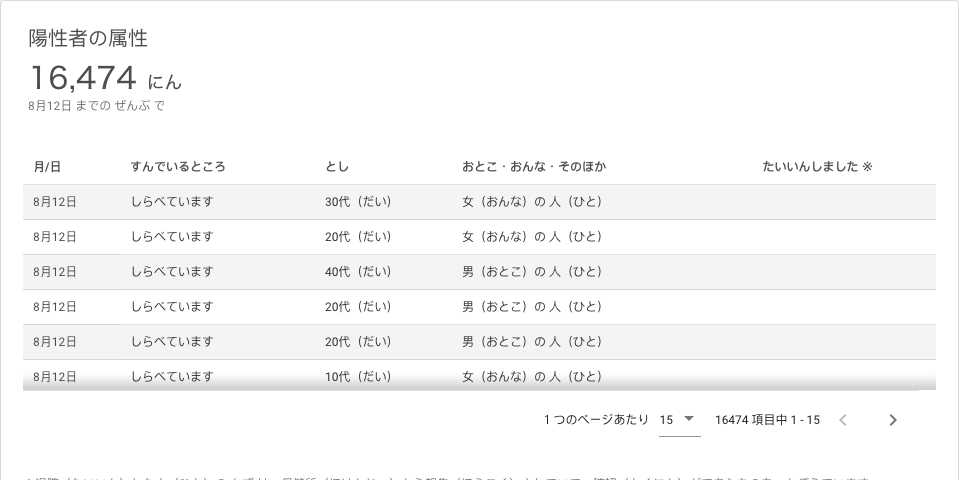 陽性者の属性
16,474 にん
8月12日 までの ぜんぶ で
月/日 すんでいるところ とし おとこ・おんな・そのほか たいいんしました ※
8月12日 しらべています 30代（だい） 女（おんな）の 人（ひと）
8月12日 しらべています 20代（だい） 女（おんな）の 人（ひと）
8月12日 しらべています 40代（だい） 男（おとこ）の 人（ひと）
8月12日 しらべています 20代（だい） 男（おとこ）の 人（ひと）
8月12日 しらべています 20代（だい） 男（おとこ）の 人（ひと）
8月12日 しらべています 10代（だい） 女（おんな）の 人（ひと）
1 つのページあたり 15 16474 項目中 1 - 15